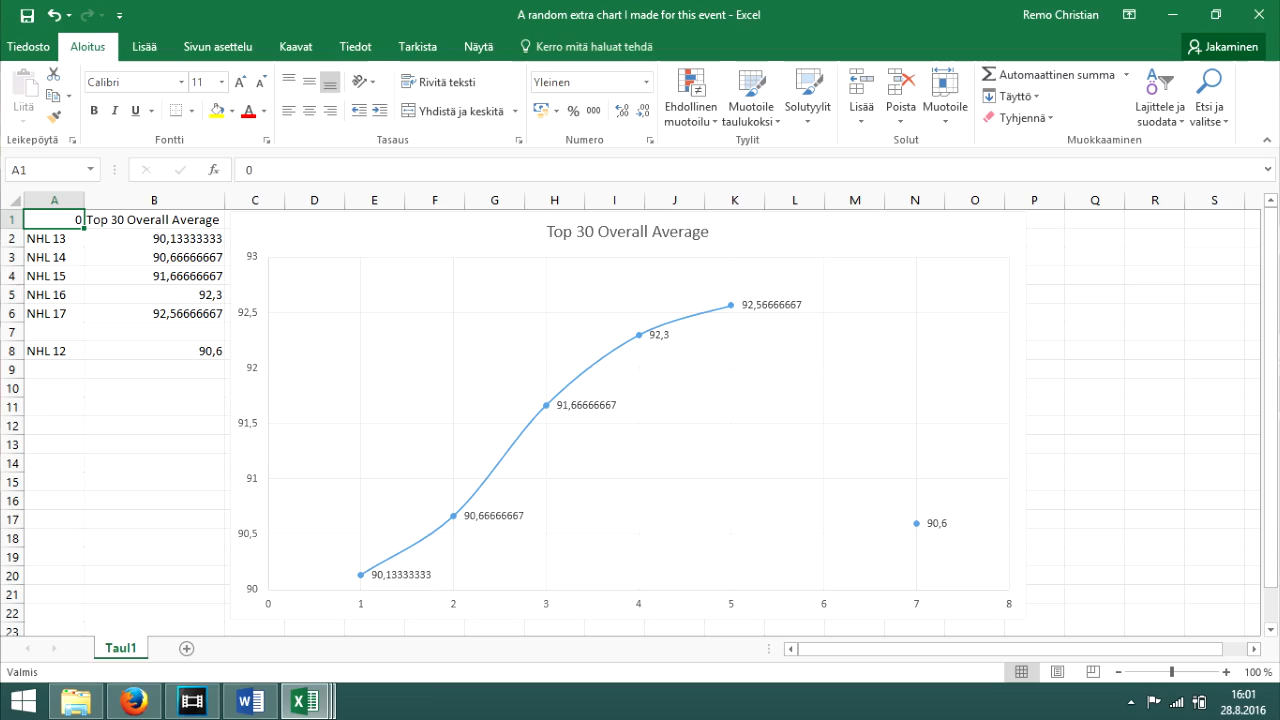 A random extra chart I made for this event - Excel
Remo Christian
Tiedosto Aloitus Lisää Sivun asettelu Kaavat Tiedot Tarkista Näytä Kerro mitä haluat tehdä Jakaminen
Liitä
Leikepöytä
Calibri 11
B I U A
Fontti
Rivitä teksti
Yhdistä ja keskitä
Tasaus
Yleinen
% 000 ,00
Numero
Ehdollinen muotoilu
Muotoile taulukoksi
Solutyylit
Tyylit
Lisää Poista Muotoile
Solut
Automaattinen summa
Täyttö
Tyhjennä
Lajittele ja suodata
Etsi ja valitse
Muokkaaminen
A1 fx 0
A B C D E F G H I J K L M N O P Q R S
1 0 Top 30 Overall Average
2 NHL 13 90,13333333
3 NHL 14 90,66666667
4 NHL 15 91,66666667
5 NHL 16 92,3
6 NHL 17 92,56666667
7
8 NHL 12 90,6
9
10
11
12
13
14
15
16
17
18
19
20
21
22
23
Top 30 Overall Average
93
92,5
92
91,5
91
90,5
90
92,56666667
92,3
91,66666667
90,66666667
90,6
90,13333333
0 1 2 3 4 5 6 7 8
Taul1
Valmis
100 %
16:01
28.8.2016